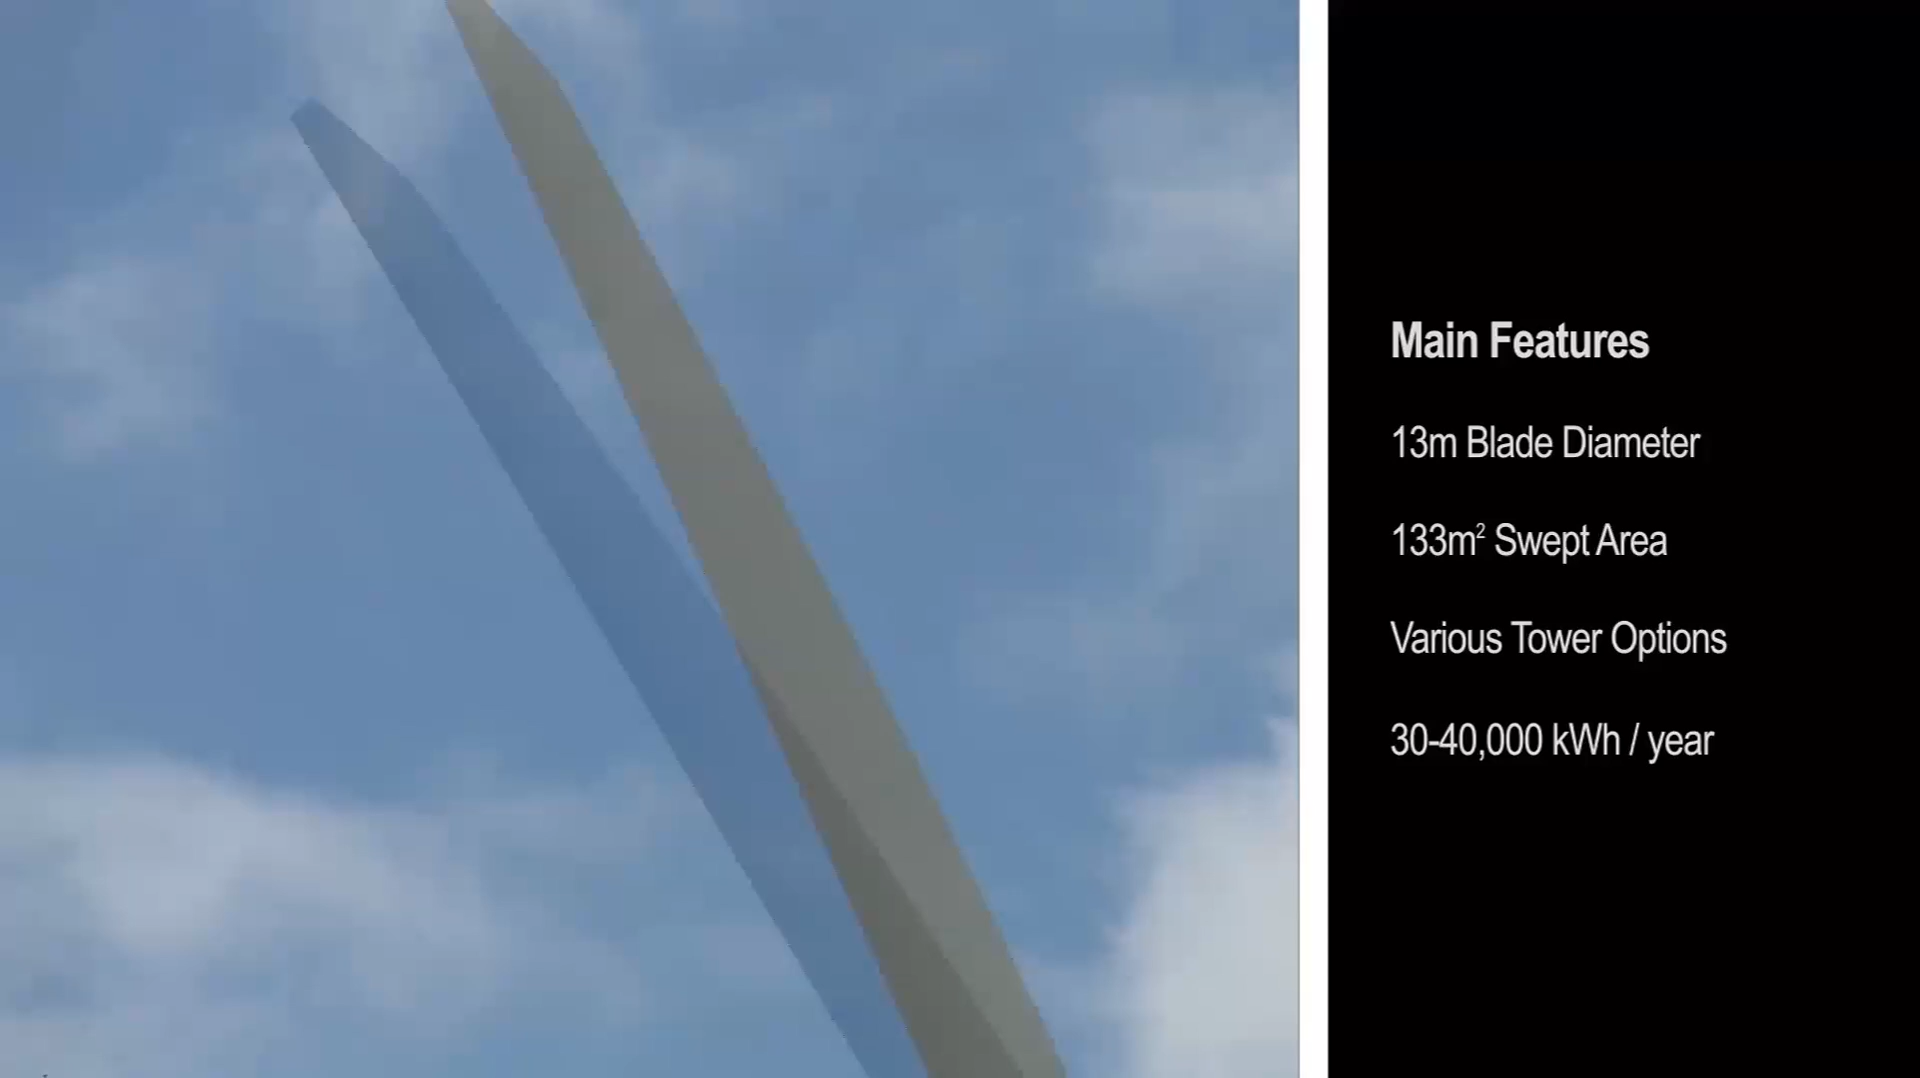 Main Features
13m Blade Diameter
133m² Swept Area
Various Tower Options
30-40,000 kWh / year